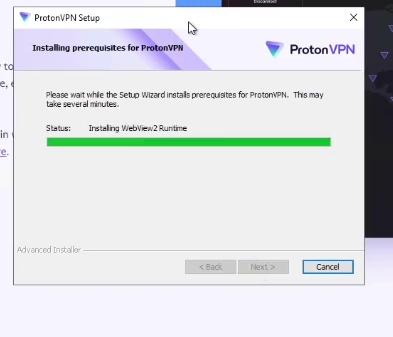 Disconnect
ProtonVPN Setup
Installing prerequisites for ProtonVPN
ProtonVPN
Please wait while the Setup Wizard installs prerequisites for ProtonVPN. This may
take several minutes.
Status: Installing WebView2 Runtime
Advanced Installer
< Back Next > Cancel